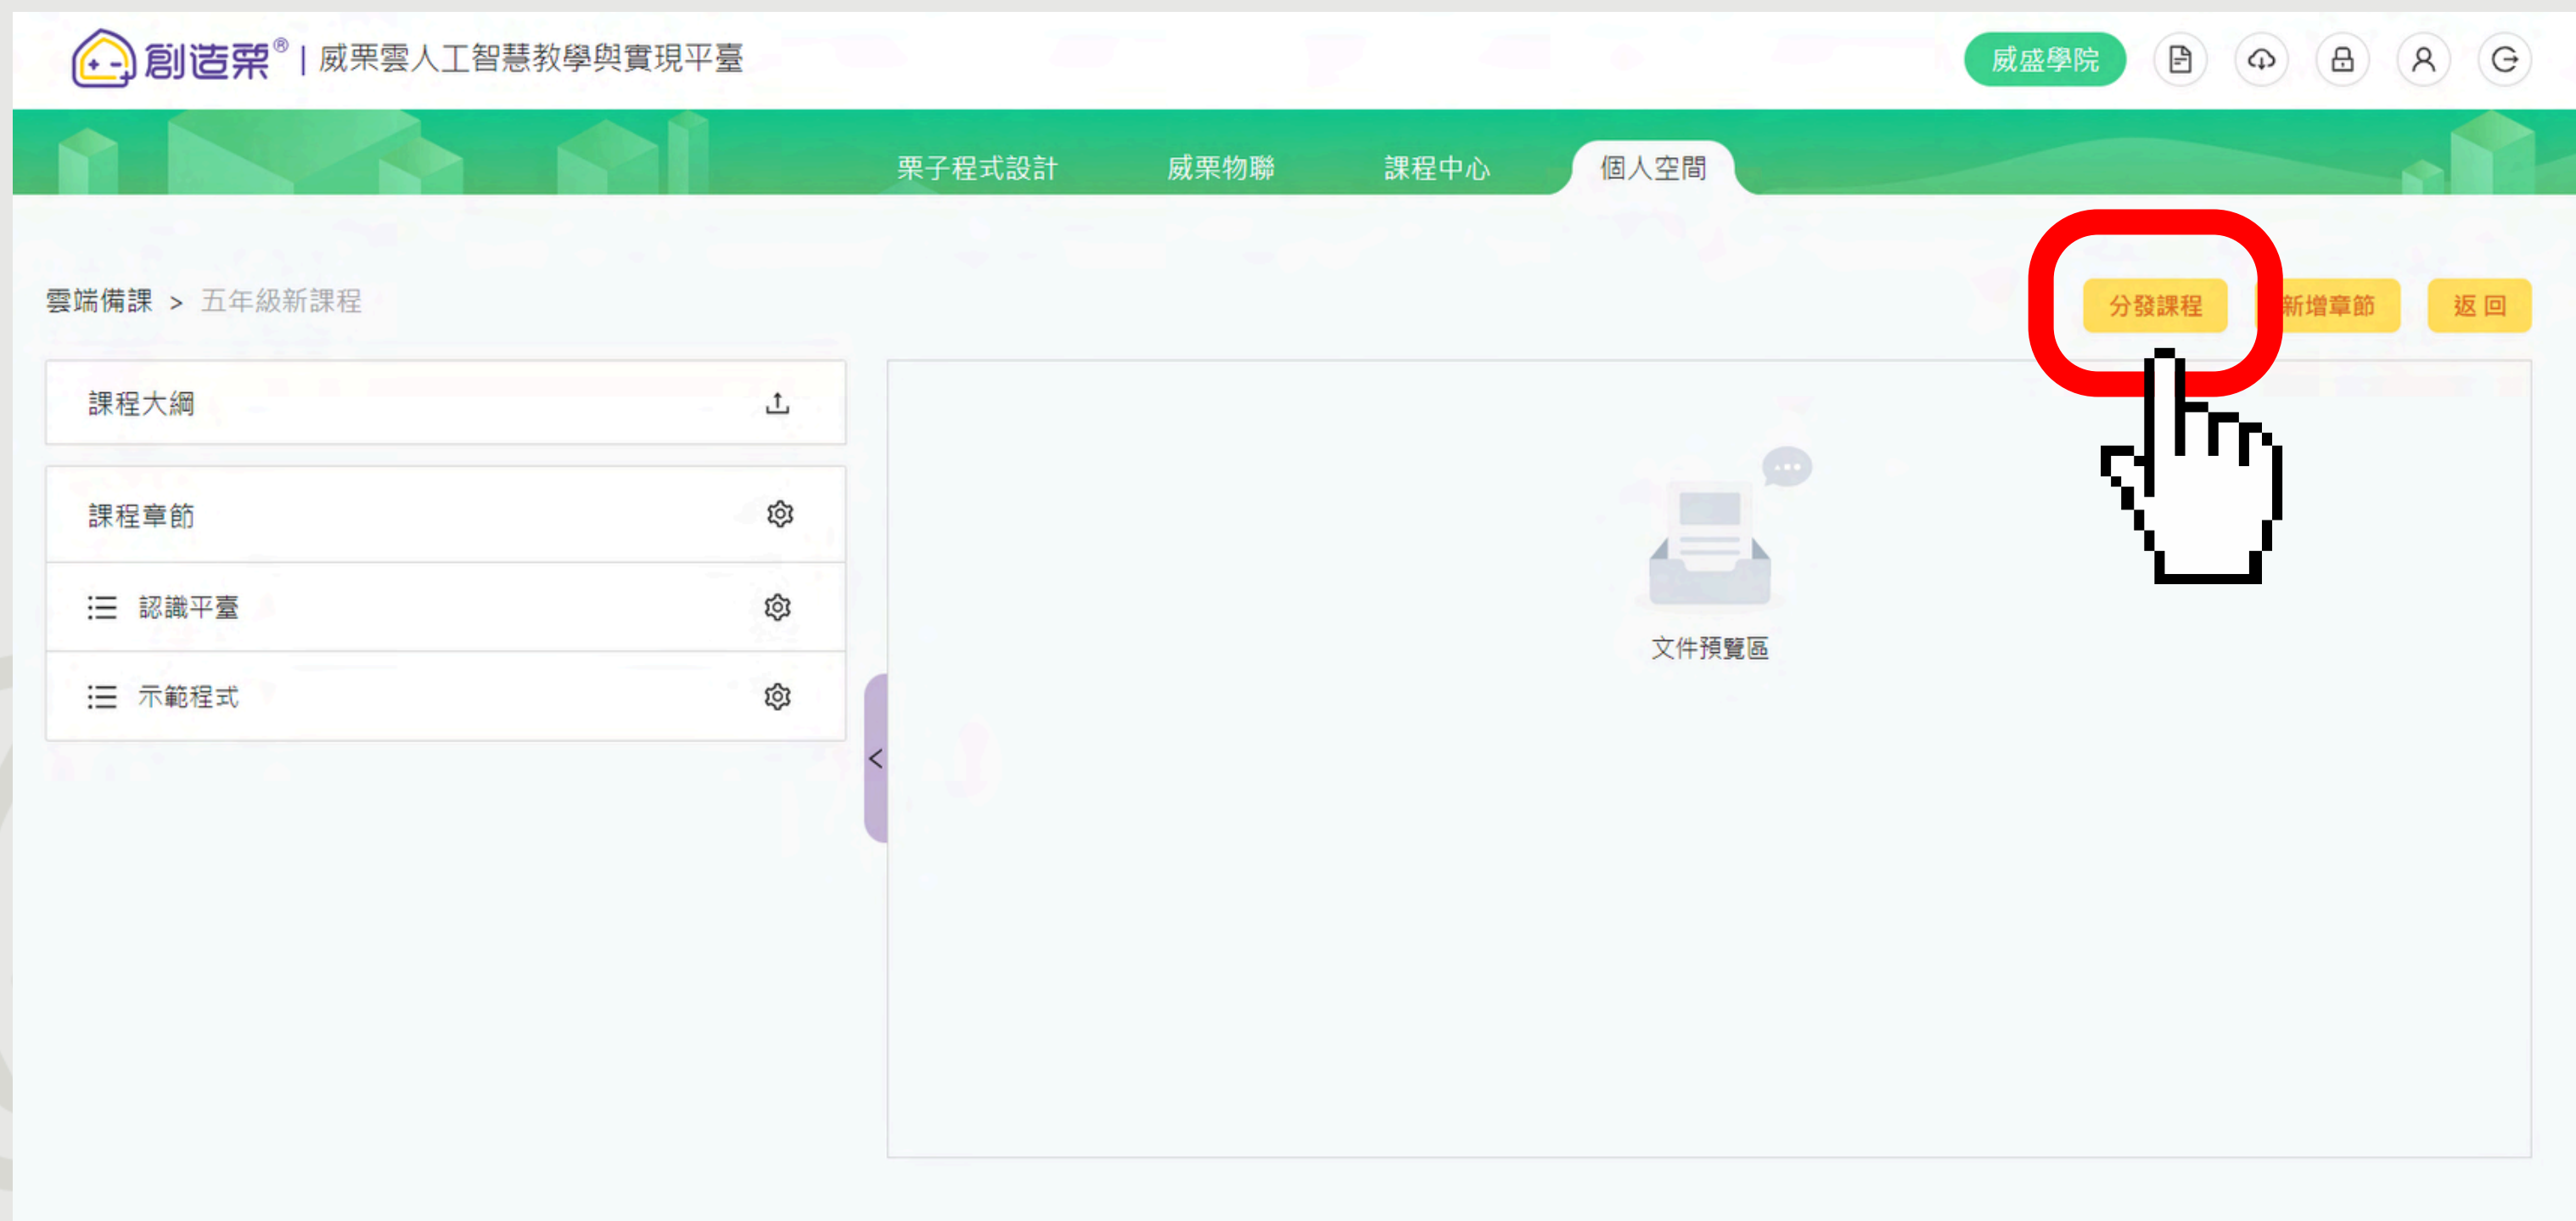 創造栗® | 威栗雲人工智慧教學與實現平臺
威盛學院
栗子程式設計 威栗物聯 課程中心 個人空間
雲端備課 > 五年級新課程
分發課程 新增章節 返回
課程大綱
課程章節
認識平臺
示範程式
文件預覽區